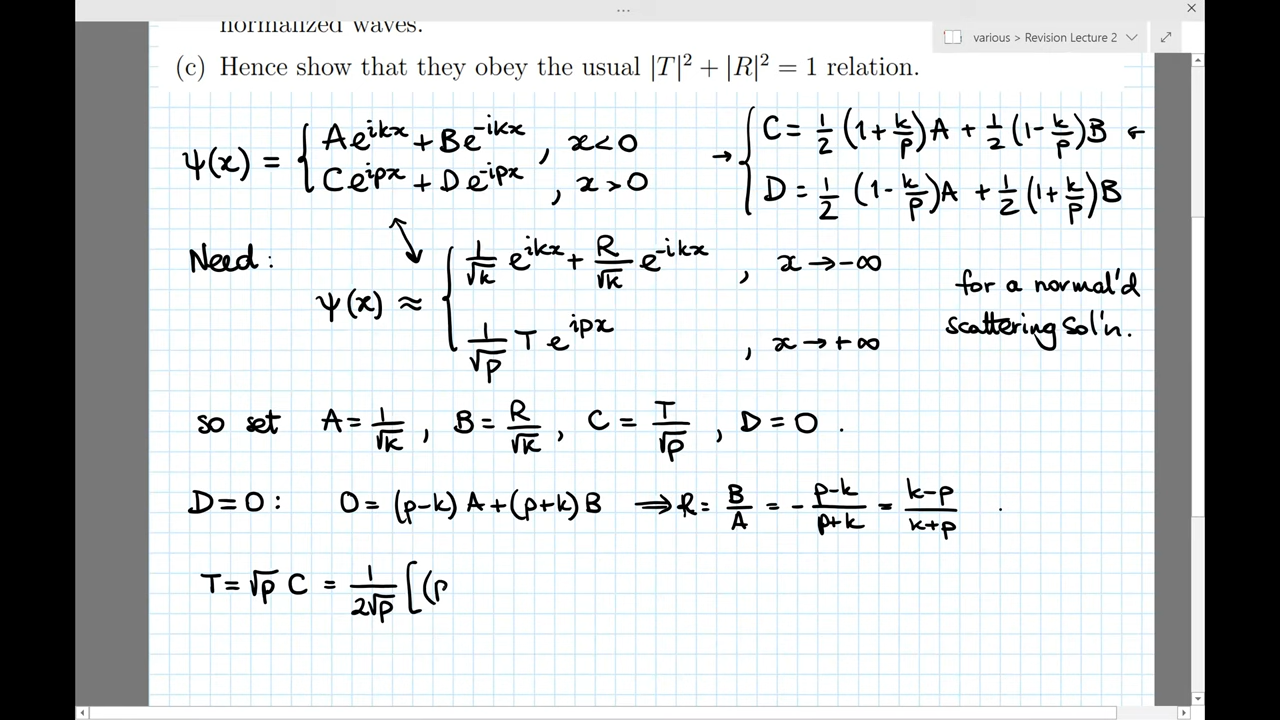 normalized waves.
various > Revision Lecture 2
(c) Hence show that they obey the usual |T|² + |R|² = 1 relation.
ψ(x) = { Ae^{ikx} + Be^{-ikx} , x < 0
Ce^{ipx} + De^{-ipx} , x > 0
→ { C = 1/2 (1 + k/p)A + 1/2 (1 - k/p)B ←
D = 1/2 (1 - k/p)A + 1/2 (1 + k/p)B
Need:
ψ(x) ≈ { 1/√k e^{ikx} + R/√k e^{-ikx} , x → -∞
1/√p T e^{ipx} , x → +∞
for a normal'd
scattering sol'n.
so set A = 1/√k , B = R/√k , C = T/√p , D = 0 .
D = 0 : 0 = (p-k) A + (p+k) B ⟹ R = B/A = - (p-k)/(p+k) = (k-p)/(k+p) .
T = √p C = 1/(2√p) [(p